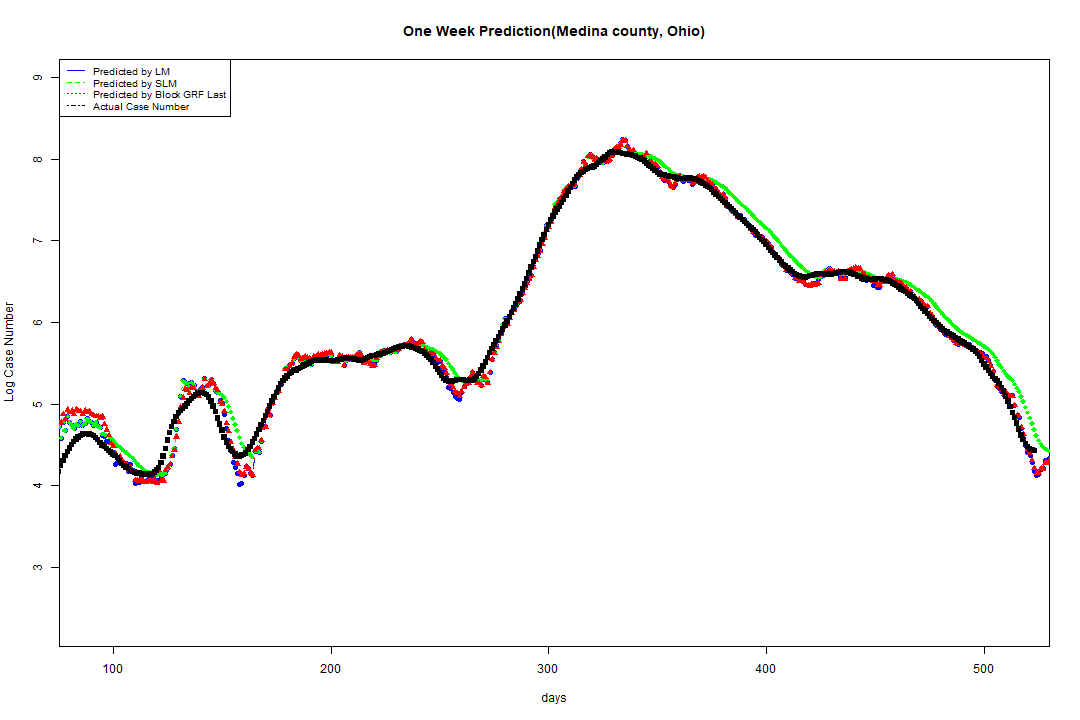 One Week Prediction(Medina county, Ohio)
Predicted by LM
Predicted by SLM
Predicted by Block GRF Last
Actual Case Number
9
8
7
6
5
4
3
Log Case Number
100 200 300 400 500
days